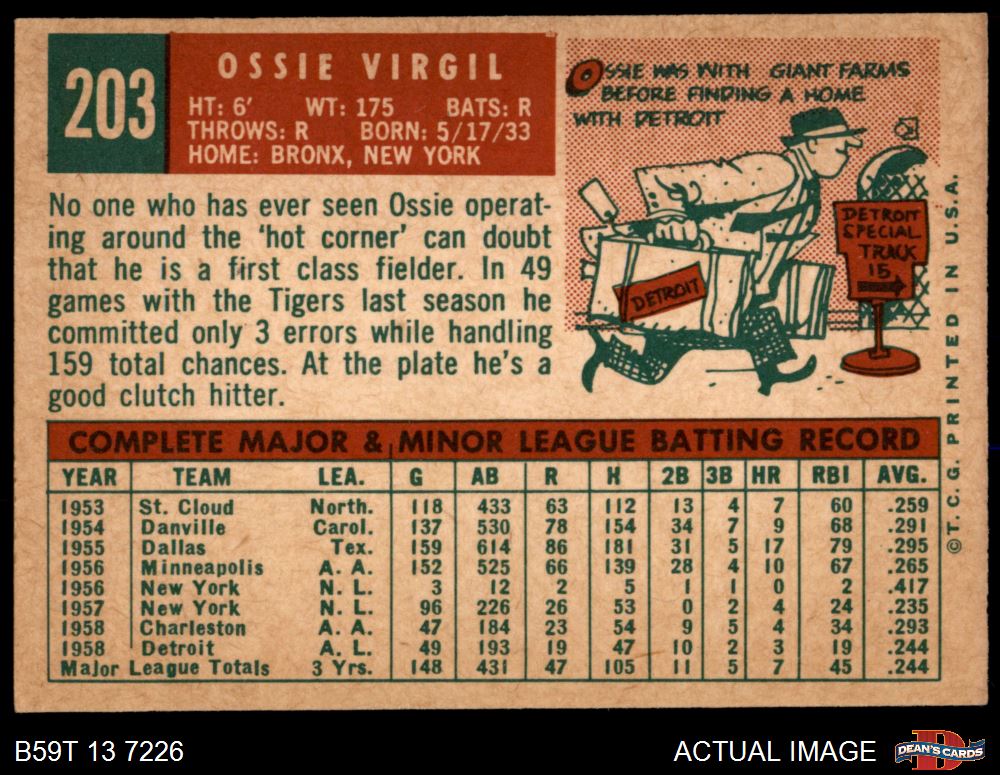 203
OSSIE VIRGIL
HT: 6' WT: 175 BATS: R
THROWS: R BORN: 5/17/33
HOME: BRONX, NEW YORK
No one who has ever seen Ossie operat-
ing around the 'hot corner' can doubt
that he is a first class fielder. In 49
games with the Tigers last season he
committed only 3 errors while handling
159 total chances. At the plate he's a
good clutch hitter.
OSSIE WAS WITH GIANT FARMS
BEFORE FINDING A HOME
WITH DETROIT
DETROIT
SPECIAL
TRACK
15
DETROIT
COMPLETE MAJOR & MINOR LEAGUE BATTING RECORD
YEAR TEAM LEA. G AB R H 2B 3B HR RBI AVG.
1953 St. Cloud North. 118 433 63 112 13 4 7 60 .259
1954 Danville Carol. 137 530 78 154 34 7 9 68 .291
1955 Dallas Tex. 159 614 86 181 31 5 17 79 .295
1956 Minneapolis A. A. 152 525 66 139 28 4 10 67 .265
1956 New York N. L. 3 12 2 5 1 1 0 2 .417
1957 New York N. L. 96 226 26 53 0 2 4 24 .235
1958 Charleston A. A. 47 184 23 54 9 5 4 34 .293
1958 Detroit A. L. 49 193 19 47 10 2 3 19 .244
Major League Totals 3 Yrs. 148 431 47 105 11 5 7 45 .244
© T. C. G. PRINTED IN U.S.A.
B59T 13 7226
ACTUAL IMAGE
D
DEAN'S CARDS